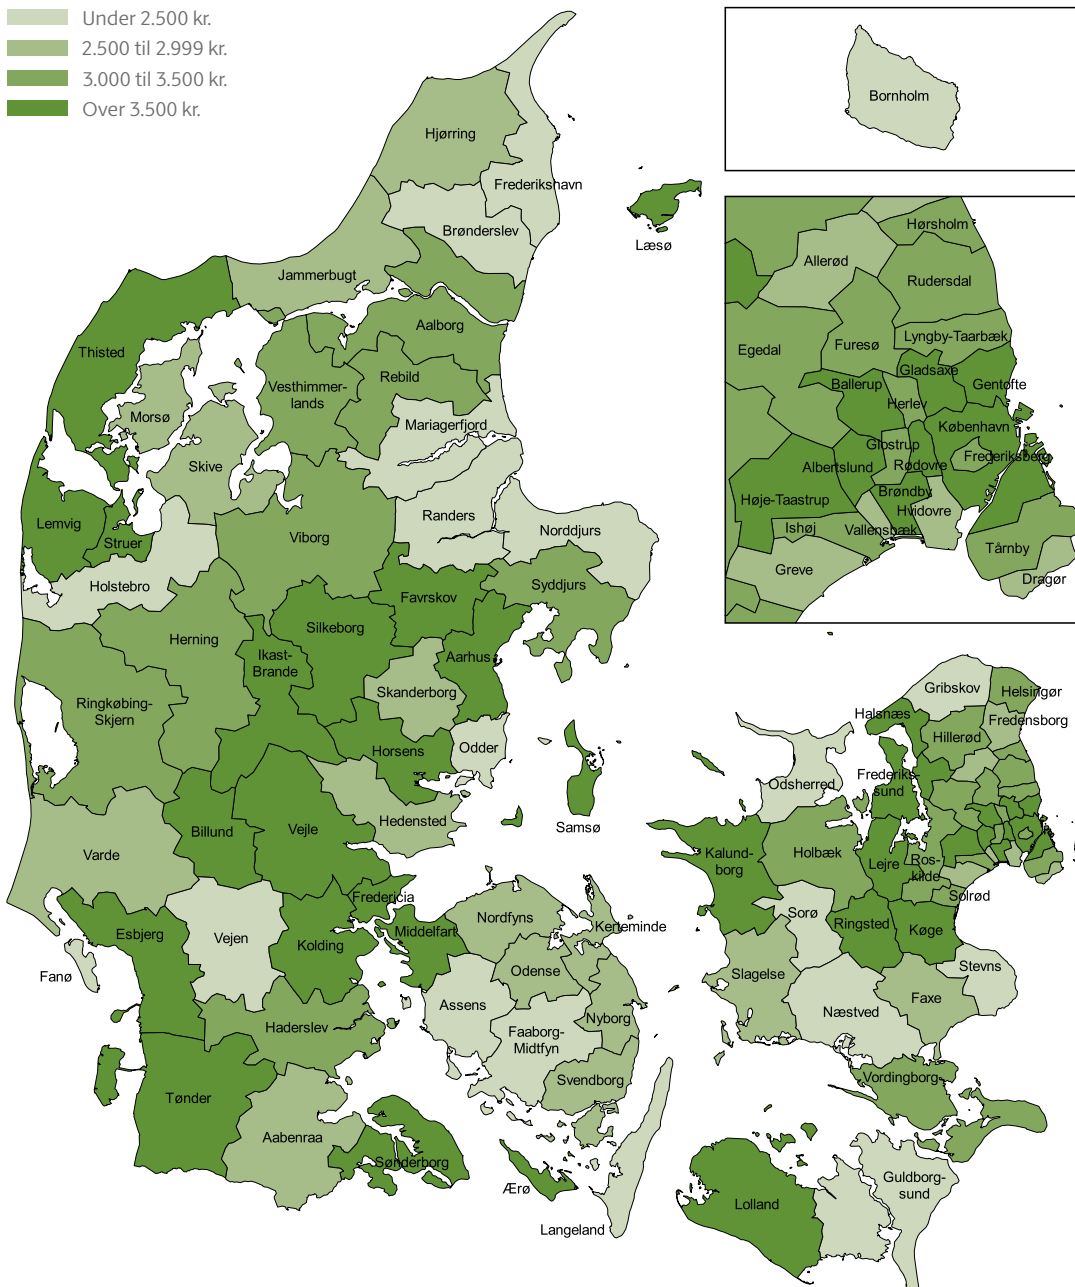 Under 2.500 kr.
2.500 til 2.999 kr.
3.000 til 3.500 kr.
Over 3.500 kr.
Bornholm
Hjørring
Frederikshavn
Brønderslev
Læsø
Jammerbugt
Aalborg
Thisted
Rebild
Vesthimmer-
lands
Morsø
Mariagerfjord
Skive
Lemvig
Struer
Viborg
Randers
Norddjurs
Holstebro
Syddjurs
Favrskov
Silkeborg
Herning
Ikast-
Brande
Aarhus
Skanderborg
Ringkøbing-
Skjern
Horsens
Odder
Samsø
Hedensted
Billund
Vejle
Varde
Fredericia
Esbjerg
Vejen
Kolding
Middelfart
Nordfyns
Kerteminde
Fanø
Odense
Assens
Nyborg
Haderslev
Faaborg-
Midtfyn
Svendborg
Tønder
Aabenraa
Sønderborg
Ærø
Langeland
Hørsholm
Allerød
Rudersdal
Egedal
Furesø
Lyngby-Taarbæk
Gladsaxe
Ballerup
Gentofte
Herlev
København
Glostrup
Frederiksberg
Albertslund
Rødovre
Høje-Taastrup
Brøndby
Hvidovre
Ishøj
Vallensbæk
Tårnby
Greve
Dragør
Gribskov
Helsingør
Halsnæs
Fredensborg
Hillerød
Odsherred
Frederiks-
sund
Kalund-
borg
Holbæk
Lejre
Ros-
kilde
Solrød
Sorø
Ringsted
Køge
Slagelse
Stevns
Næstved
Faxe
Vordingborg
Guldborg-
sund
Lolland